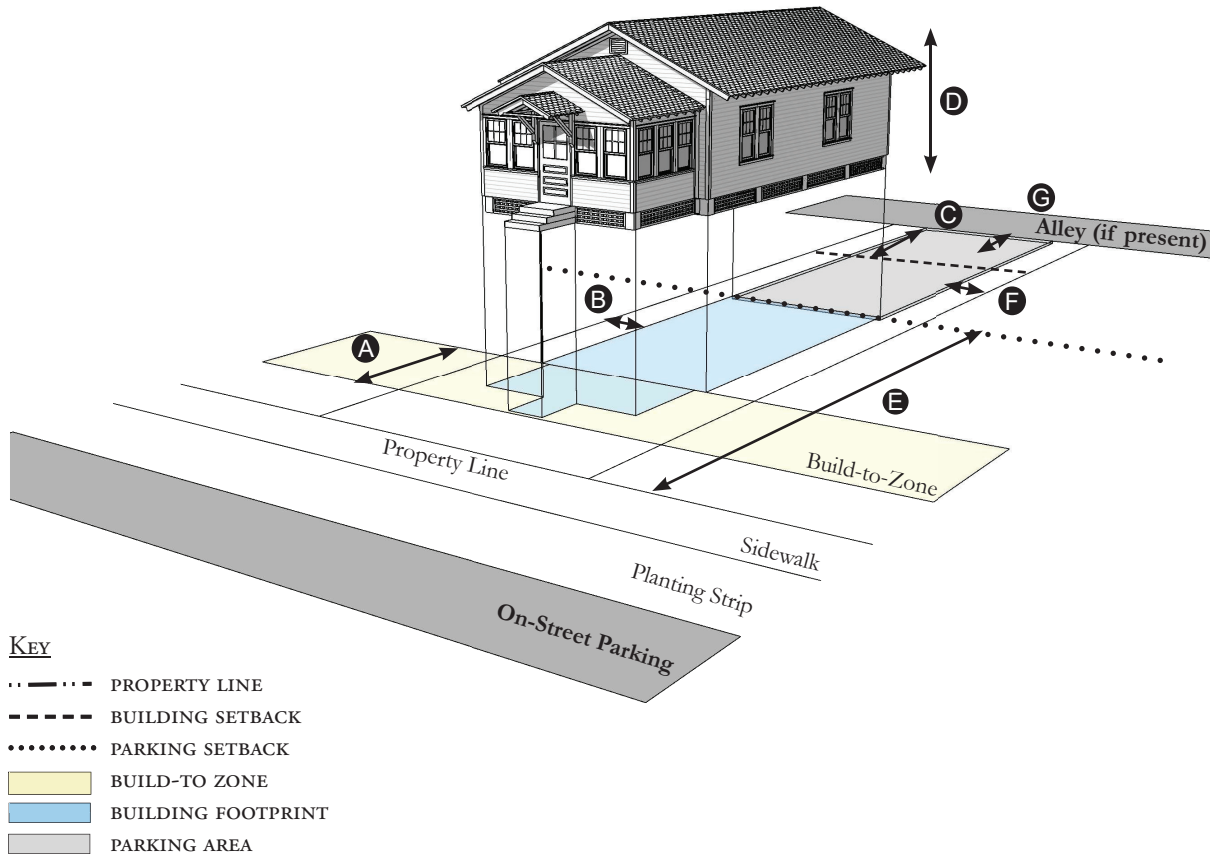 D
G
C
Alley (if present)
B
F
A
E
Property Line
Build-to-Zone
Sidewalk
Planting Strip
On-Street Parking
KEY
PROPERTY LINE
BUILDING SETBACK
PARKING SETBACK
BUILD-TO ZONE
BUILDING FOOTPRINT
PARKING AREA